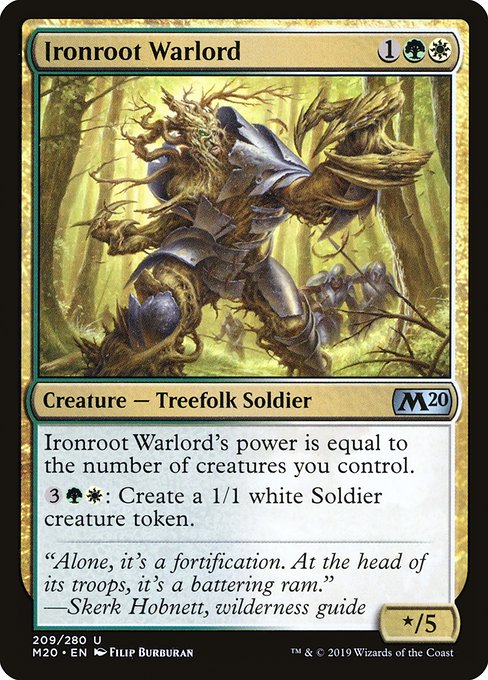 Ironroot Warlord 1
Creature — Treefolk Soldier M20
Ironroot Warlord's power is equal to
the number of creatures you control.
3 : Create a 1/1 white Soldier
creature token.
“Alone, it's a fortification. At the head of
its troops, it's a battering ram.”
—Skerk Hobnett, wilderness guide
★/5
209/280 U
M20 • EN Filip Burburan ™ & © 2019 Wizards of the Coast